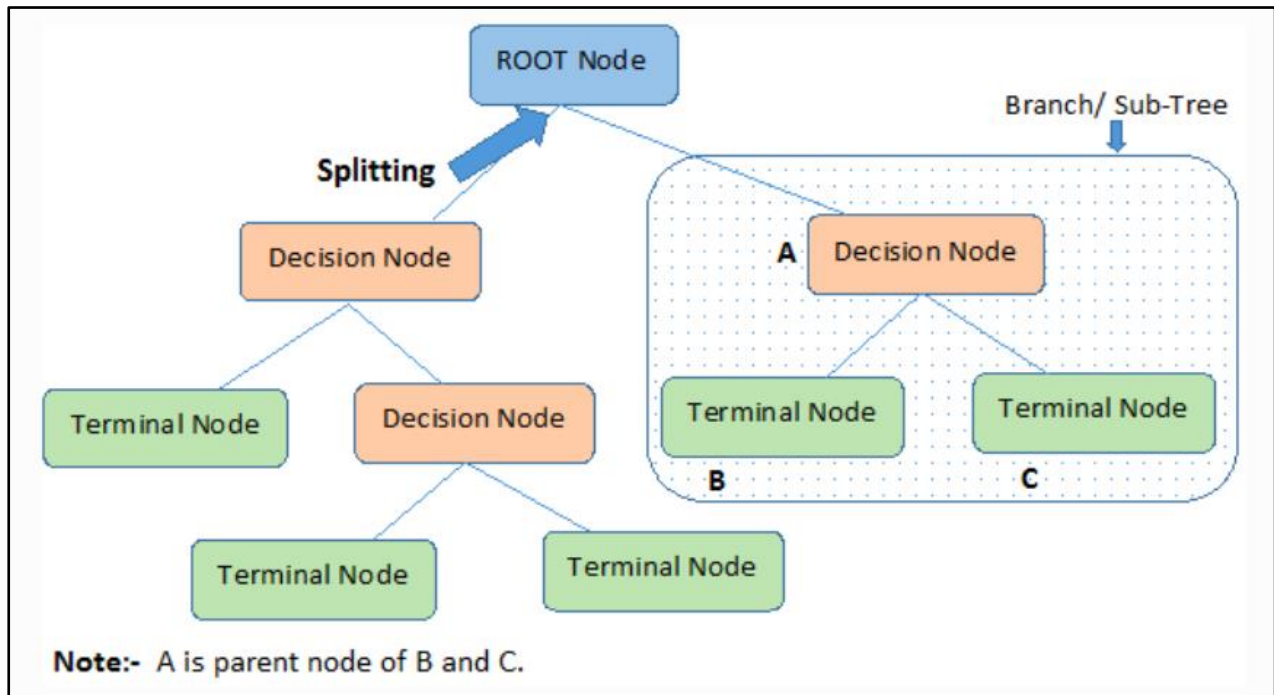 ROOT Node
Branch/ Sub-Tree
Splitting
Decision Node
A
Decision Node
Terminal Node
Decision Node
Terminal Node
Terminal Node
B
C
Terminal Node
Terminal Node
Note:- A is parent node of B and C.